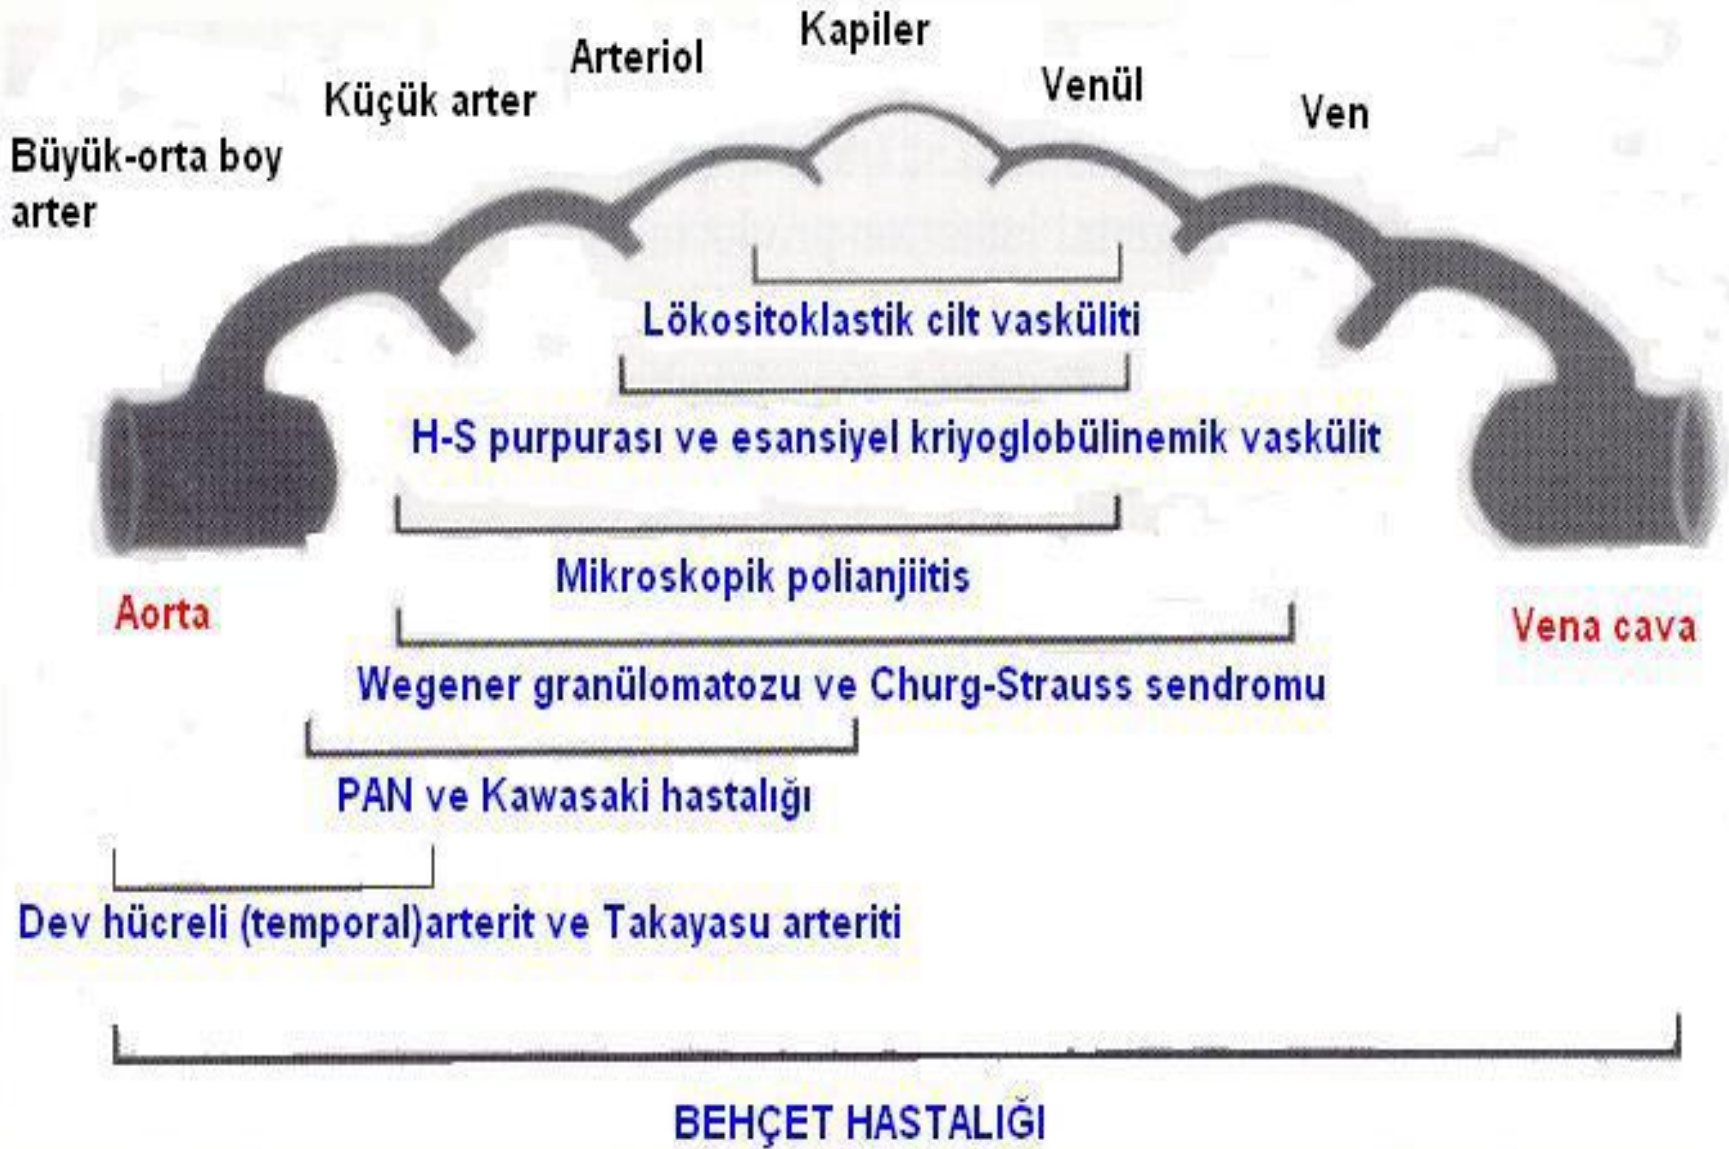 Kapiler
Arteriol
Venül
Küçük arter
Ven
Büyük-orta boy
arter
Lökositoklastik cilt vasküliti
H-S purpurası ve esansiyel kriyoglobülinemik vaskülit
Mikroskopik polianjiitis
Aorta
Vena cava
Wegener granülomatozu ve Churg-Strauss sendromu
PAN ve Kawasaki hastalığı
Dev hücreli (temporal)arterit ve Takayasu arteriti
BEHÇET HASTALIĞI